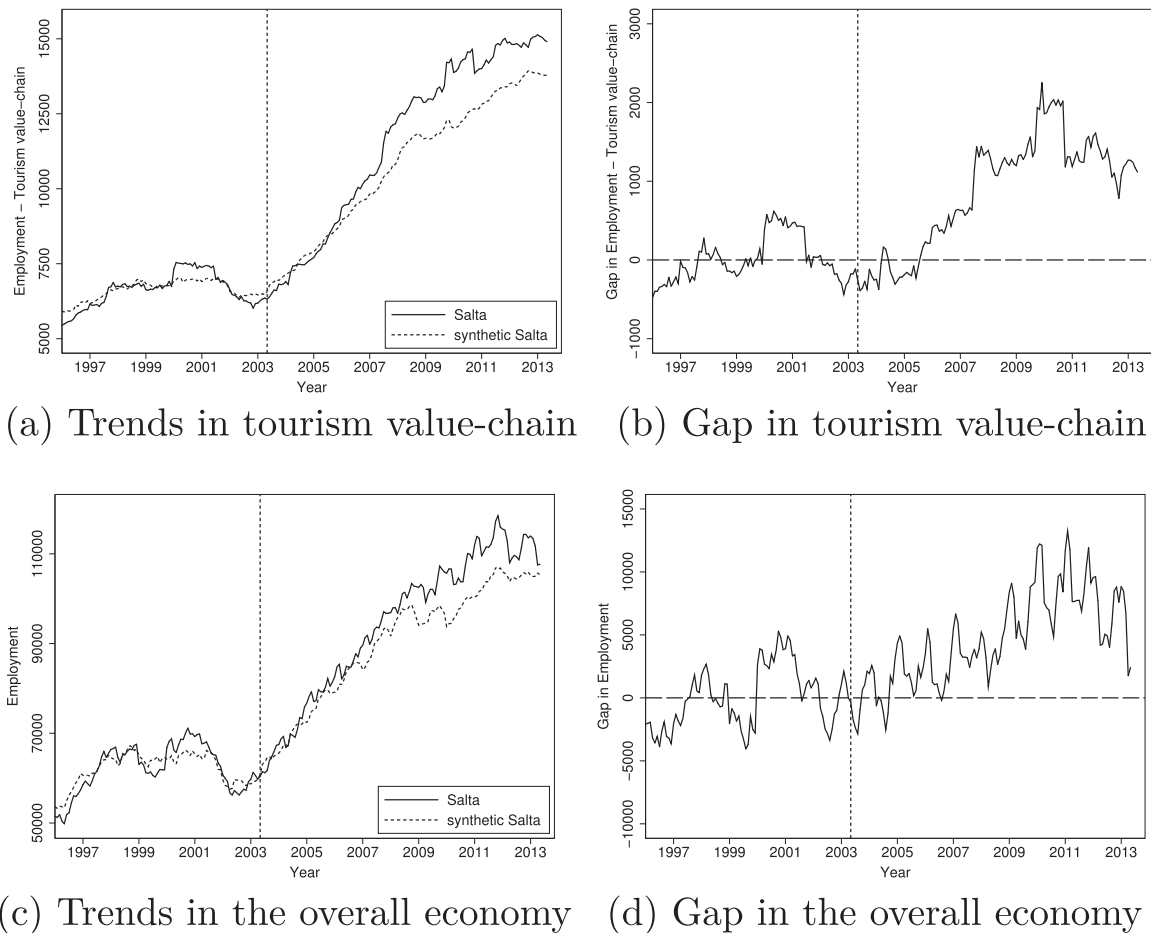 Employment − Tourism value−chain
15000
12500
10000
7500
5000
1997 1999 2001 2003 2005 2007 2009 2011 2013
Year
Salta
synthetic Salta
Gap in Employment − Tourism value−chain
3000
2000
1000
0
−1000
1997 1999 2001 2003 2005 2007 2009 2011 2013
Year
(a) Trends in tourism value-chain
(b) Gap in tourism value-chain
Employment
110000
90000
70000
50000
1997 1999 2001 2003 2005 2007 2009 2011 2013
Year
Salta
synthetic Salta
Gap in Employment
15000
10000
5000
0
−5000
−10000
1997 1999 2001 2003 2005 2007 2009 2011 2013
Year
(c) Trends in the overall economy
(d) Gap in the overall economy